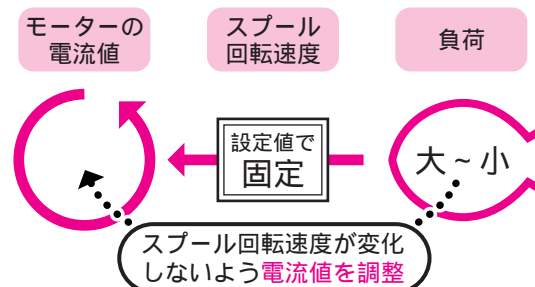 モーターの
電流値
スプール
回転速度
負荷
設定値で
固定
大~小
スプール回転速度が変化
しないよう電流値を調整